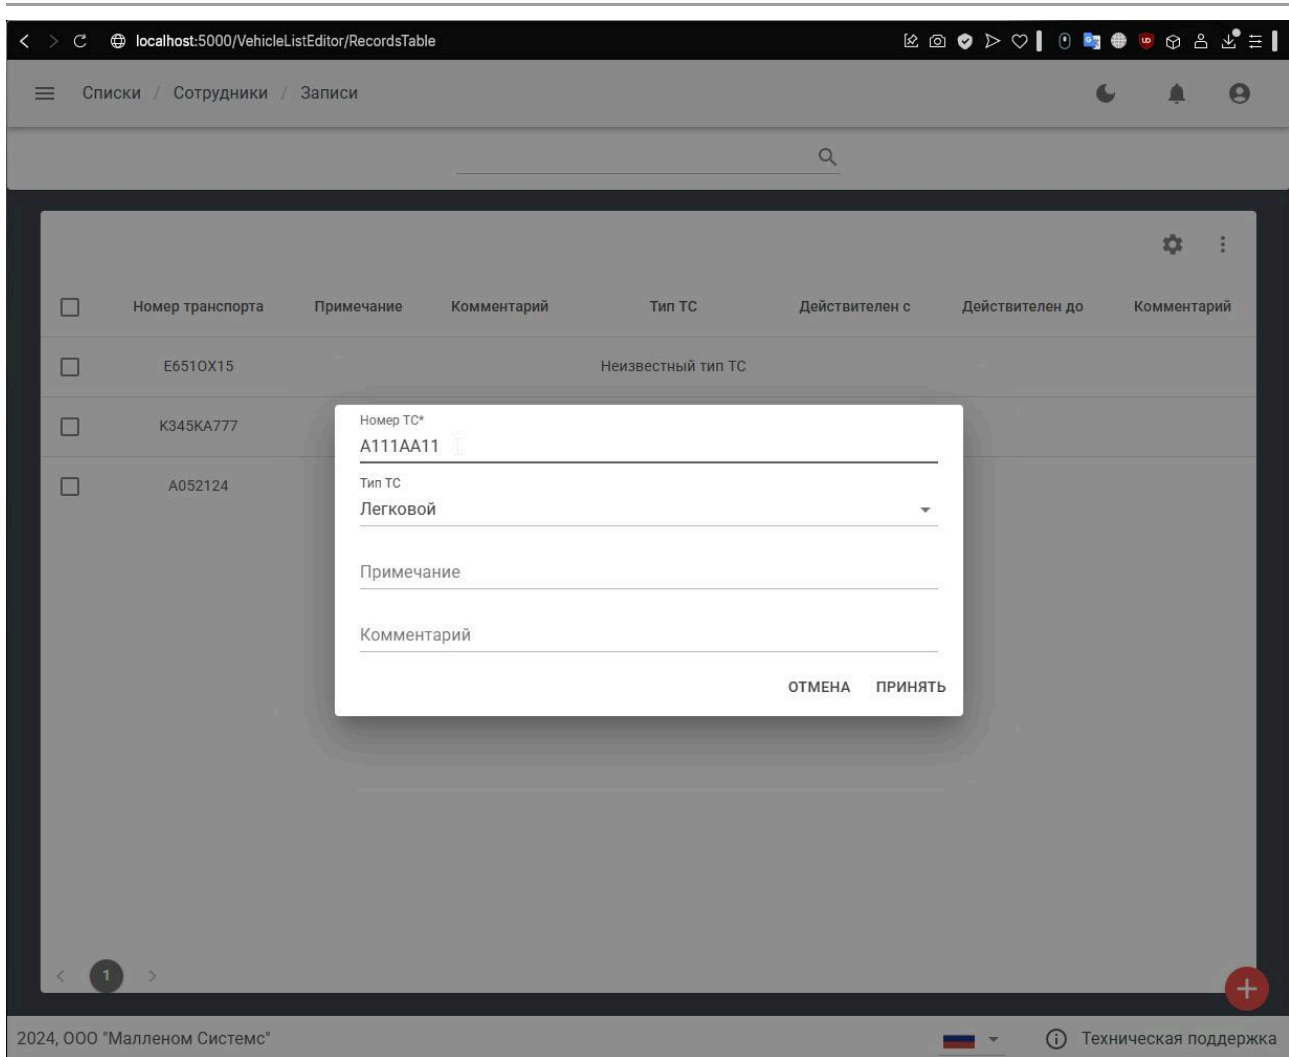 localhost:5000/VehicleListEditor/RecordsTable
Списки / Сотрудники / Записи
Номер транспорта Примечание Комментарий Тип ТС Действителен с Действителен до Комментарий
E651OX15 Неизвестный тип ТС
K345KA777
A052124
Номер ТС*
A111AA11
Тип ТС
Легковой
Примечание
Комментарий
ОТМЕНА ПРИНЯТЬ
1
2024, ООО "Малленом Системс" Техническая поддержка